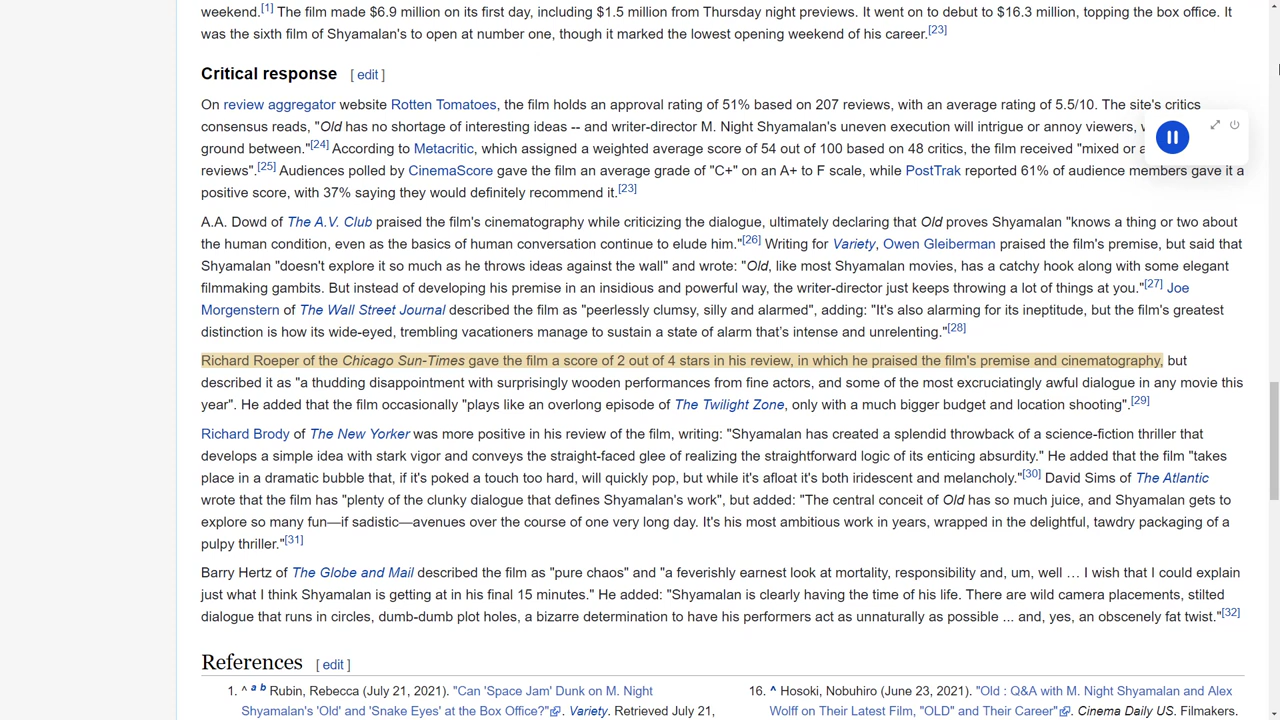 weekend.[1] The film made $6.9 million on its first day, including $1.5 million from Thursday night previews. It went on to debut to $16.3 million, topping the box office. It
was the sixth film of Shyamalan's to open at number one, though it marked the lowest opening weekend of his career.[23]
Critical response [ edit ]
On review aggregator website Rotten Tomatoes, the film holds an approval rating of 51% based on 207 reviews, with an average rating of 5.5/10. The site's critics
consensus reads, "Old has no shortage of interesting ideas -- and writer-director M. Night Shyamalan's uneven execution will intrigue or annoy viewers,
ground between."[24] According to Metacritic, which assigned a weighted average score of 54 out of 100 based on 48 critics, the film received "mixed or
reviews".[25] Audiences polled by CinemaScore gave the film an average grade of "C+" on an A+ to F scale, while PostTrak reported 61% of audience members gave it a
positive score, with 37% saying they would definitely recommend it.[23]
A.A. Dowd of The A.V. Club praised the film's cinematography while criticizing the dialogue, ultimately declaring that Old proves Shyamalan "knows a thing or two about
the human condition, even as the basics of human conversation continue to elude him."[26] Writing for Variety, Owen Gleiberman praised the film's premise, but said that
Shyamalan "doesn't explore it so much as he throws ideas against the wall" and wrote: "Old, like most Shyamalan movies, has a catchy hook along with some elegant
filmmaking gambits. But instead of developing his premise in an insidious and powerful way, the writer-director just keeps throwing a lot of things at you."[27] Joe
Morgenstern of The Wall Street Journal described the film as "peerlessly clumsy, silly and alarmed", adding: "It's also alarming for its ineptitude, but the film's greatest
distinction is how its wide-eyed, trembling vacationers manage to sustain a state of alarm that's intense and unrelenting."[28]
Richard Roeper of the Chicago Sun-Times gave the film a score of 2 out of 4 stars in his review, in which he praised the film's premise and cinematography, but
described it as "a thudding disappointment with surprisingly wooden performances from fine actors, and some of the most excruciatingly awful dialogue in any movie this
year". He added that the film occasionally "plays like an overlong episode of The Twilight Zone, only with a much bigger budget and location shooting".[29]
Richard Brody of The New Yorker was more positive in his review of the film, writing: "Shyamalan has created a splendid throwback of a science-fiction thriller that
develops a simple idea with stark vigor and conveys the straight-faced glee of realizing the straightforward logic of its enticing absurdity." He added that the film "takes
place in a dramatic bubble that, if it's poked a touch too hard, will quickly pop, but while it's afloat it's both iridescent and melancholy."[30] David Sims of The Atlantic
wrote that the film has "plenty of the clunky dialogue that defines Shyamalan's work", but added: "The central conceit of Old has so much juice, and Shyamalan gets to
explore so many fun—if sadistic—avenues over the course of one very long day. It's his most ambitious work in years, wrapped in the delightful, tawdry packaging of a
pulpy thriller."[31]
Barry Hertz of The Globe and Mail described the film as "pure chaos" and "a feverishly earnest look at mortality, responsibility and, um, well … I wish that I could explain
just what I think Shyamalan is getting at in his final 15 minutes." He added: "Shyamalan is clearly having the time of his life. There are wild camera placements, stilted
dialogue that runs in circles, dumb-dumb plot holes, a bizarre determination to have his performers act as unnaturally as possible ... and, yes, an obscenely fat twist."[32]
References [ edit ]
1. ^ a b Rubin, Rebecca (July 21, 2021). "Can 'Space Jam' Dunk on M. Night
Shyamalan's 'Old' and 'Snake Eyes' at the Box Office?". Variety. Retrieved July 21,
16. ^ Hosoki, Nobuhiro (June 23, 2021). "Old : Q&A with M. Night Shyamalan and Alex
Wolff on Their Latest Film, "OLD" and Their Career". Cinema Daily US. Filmakers.